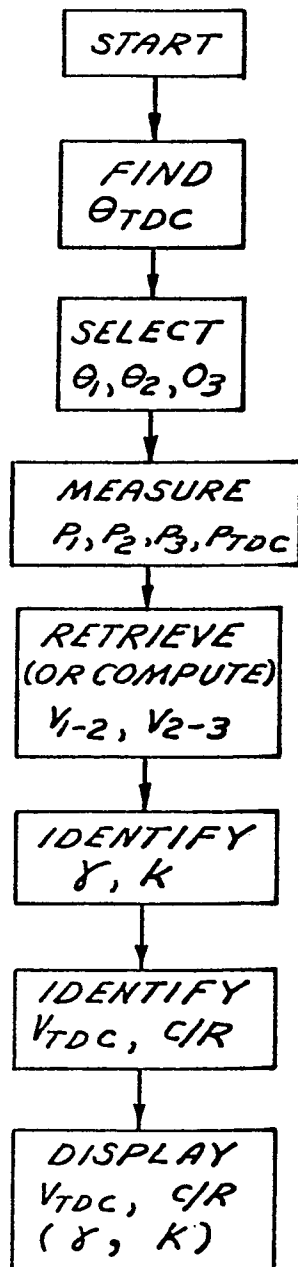 START
FIND
θTDC
SELECT
θ1, θ2, O3
MEASURE
P1, P2, P3, PTDC
RETRIEVE
(OR COMPUTE)
V1-2, V2-3
IDENTIFY
γ, K
IDENTIFY
VTDC, C/R
DISPLAY
VTDC, C/R
(γ, K)